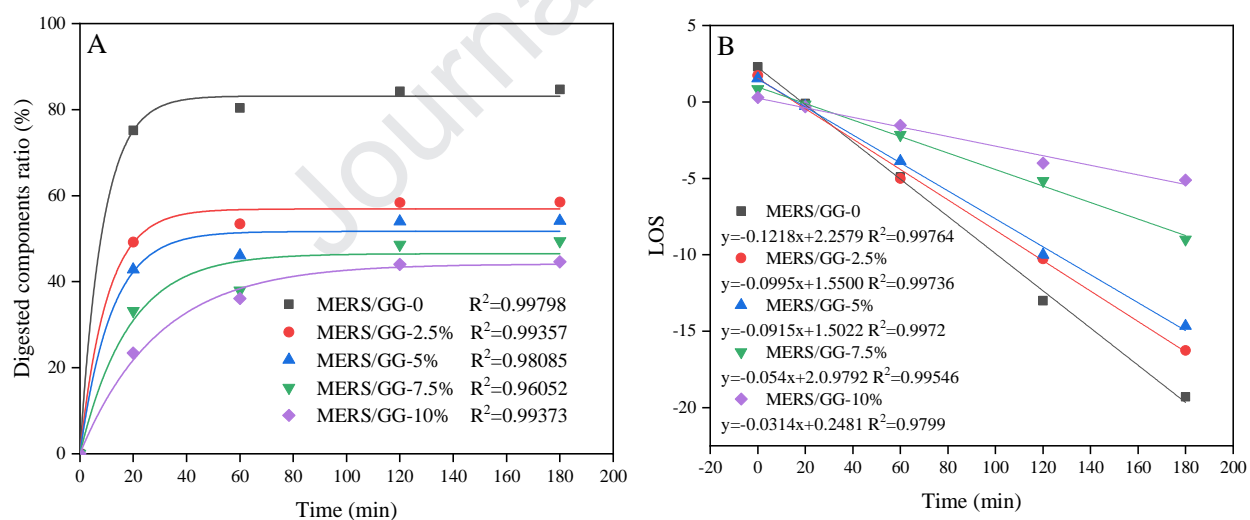 A
Digested components ratio (%)
100
80
60
40
20
0
0 20 40 60 80 100 120 140 160 180 200
Time (min)
MERS/GG-0 R²=0.99798
MERS/GG-2.5% R²=0.99357
MERS/GG-5% R²=0.98085
MERS/GG-7.5% R²=0.96052
MERS/GG-10% R²=0.99373
Journal
B
LOS
5
0
-5
-10
-15
-20
-20 0 20 40 60 80 100 120 140 160 180 200
Time (min)
MERS/GG-0
y=-0.1218x+2.2579 R²=0.99764
MERS/GG-2.5%
y=-0.0995x+1.5500 R²=0.99736
MERS/GG-5%
y=-0.0915x+1.5022 R²=0.9972
MERS/GG-7.5%
y=-0.054x+2.0.9792 R²=0.99546
MERS/GG-10%
y=-0.0314x+0.2481 R²=0.9799